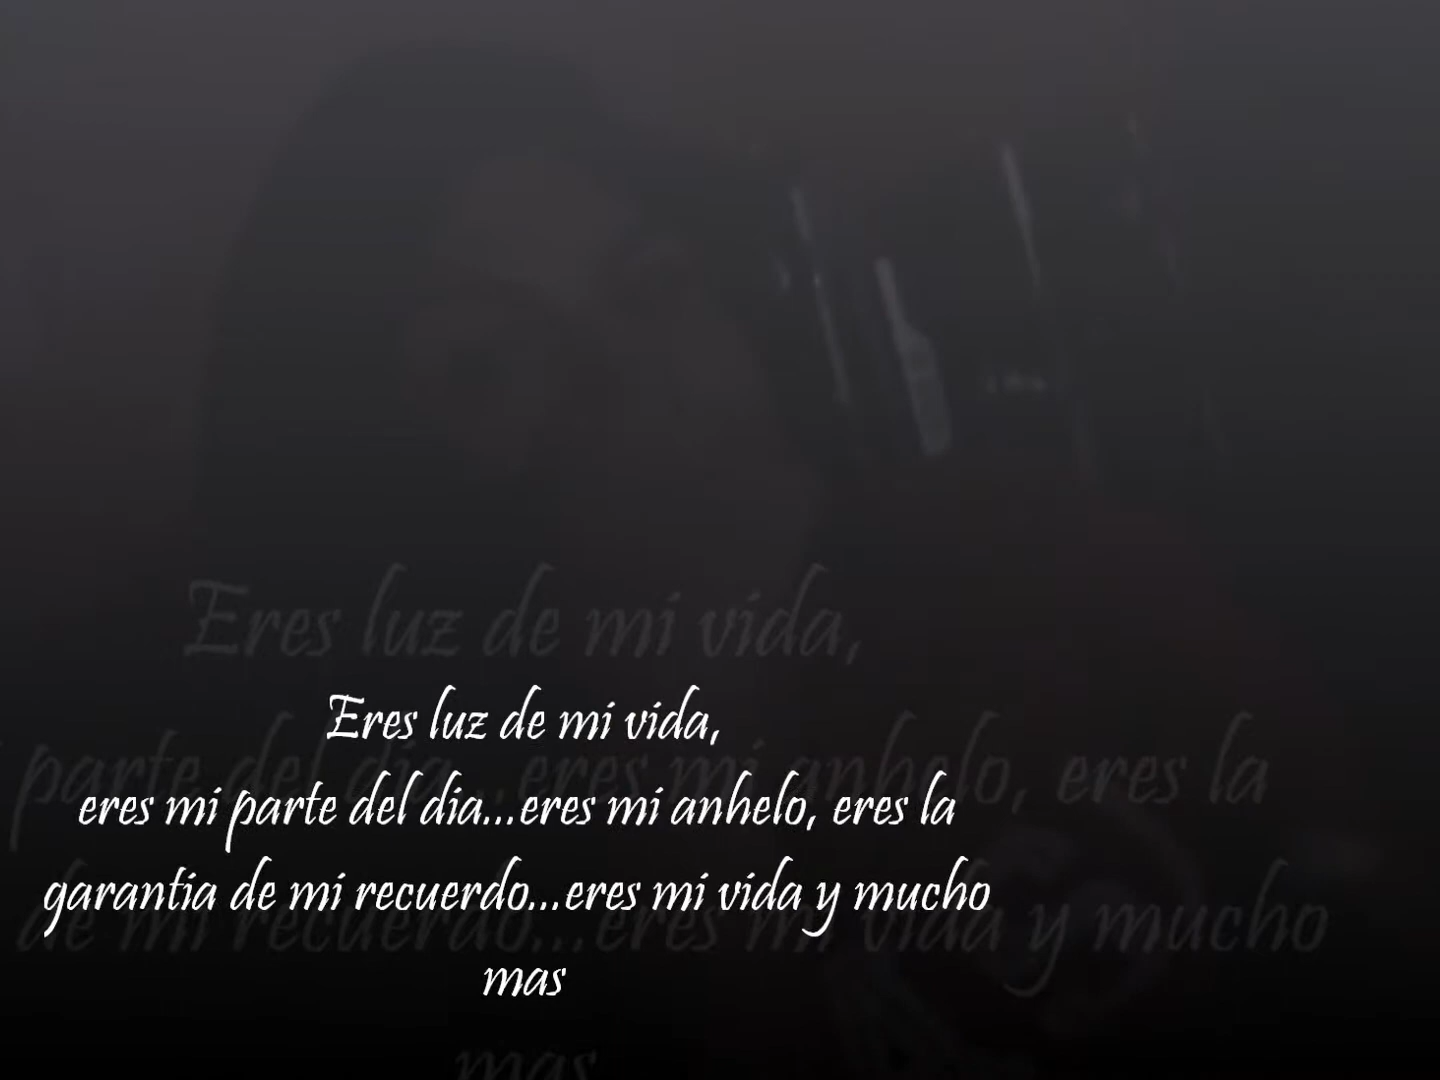 Eres luz de mi vida,
eres mi parte del dia...eres mi anhelo, eres la
garantia de mi recuerdo...eres mi vida y mucho
mas